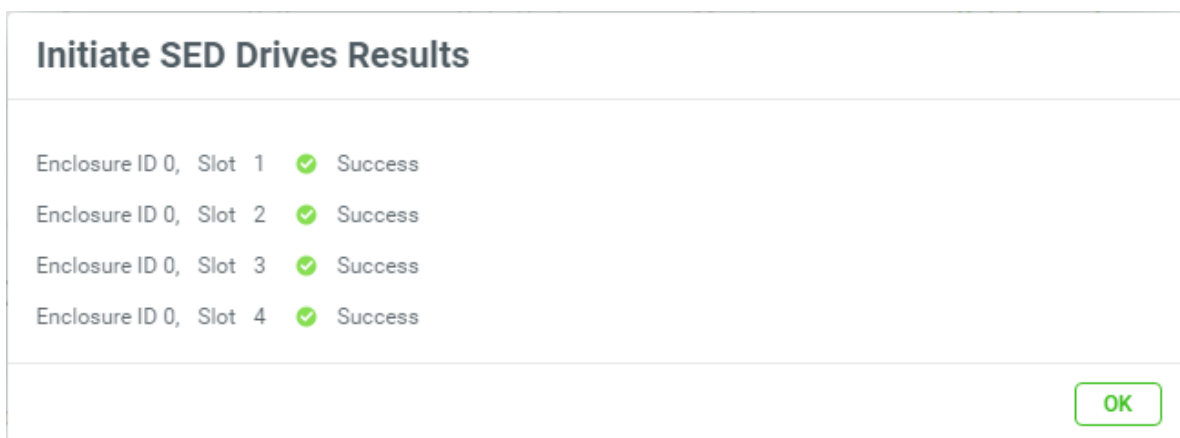 Initiate SED Drives Results
Enclosure ID 0, Slot 1 Success
Enclosure ID 0, Slot 2 Success
Enclosure ID 0, Slot 3 Success
Enclosure ID 0, Slot 4 Success
OK